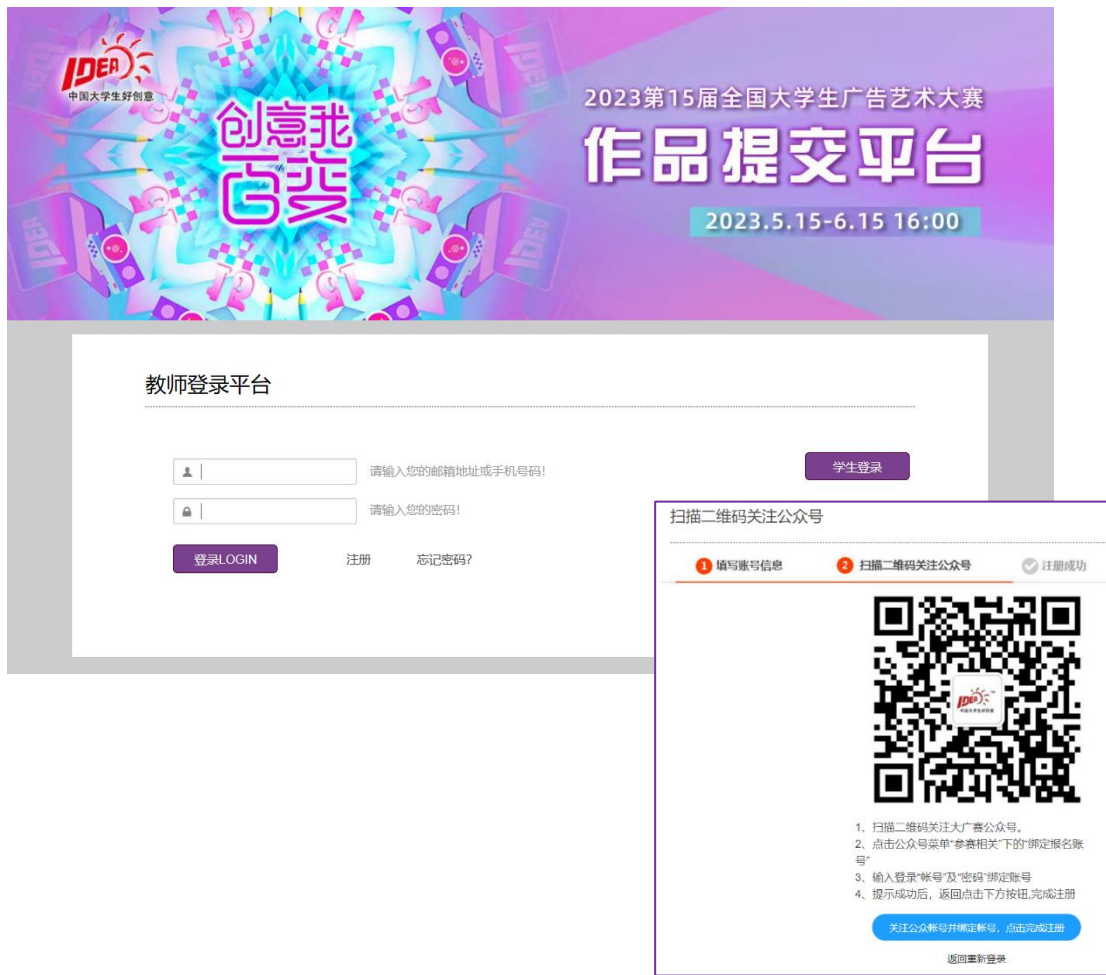 IDEA
中国大学生好创意
创意我
百变
2023第15届全国大学生广告艺术大赛
作品提交平台
2023.5.15-6.15 16:00
教师登录平台
请输入您的邮箱地址或手机号码!
学生登录
请输入您的密码!
登录LOGIN
注册
忘记密码?
扫描二维码关注公众号
1 填写账号信息
2 扫描二维码关注公众号
注册成功
IDEA
中国大学生好创意
1、扫描二维码关注大广赛公众号。
2、点击公众号菜单“参赛相关”下的“绑定报名账
号”
3、输入登录“帐号”及“密码”绑定账号
4、提示成功后，返回点击下方按钮,完成注册
关注公众帐号并绑定帐号，点击完成注册
返回重新登录